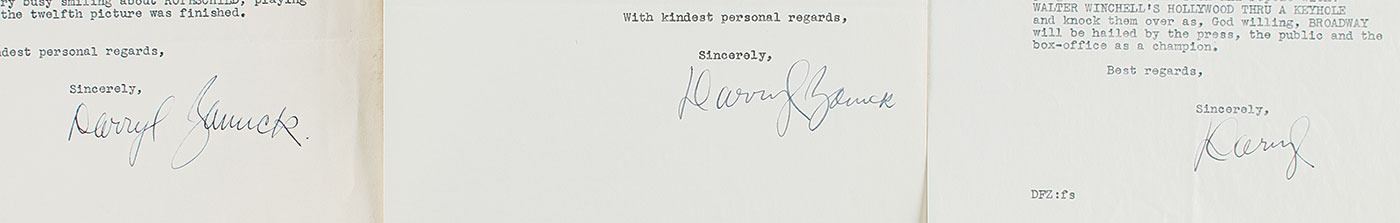 ry busy smiling about ROTHSCHILD, playing
the twelfth picture was finished.
ndest personal regards,
Sincerely,
Darryl Zanuck.
With kindest personal regards,
Sincerely,
Darryl Zanuck
WALTER WINCHELL'S HOLLYWOOD THRU A KEYHOLE
and knock them over as, God willing, BROADWAY
will be hailed by the press, the public and the
box-office as a champion.
Best regards,
Sincerely,
Darryl
DFZ:fs